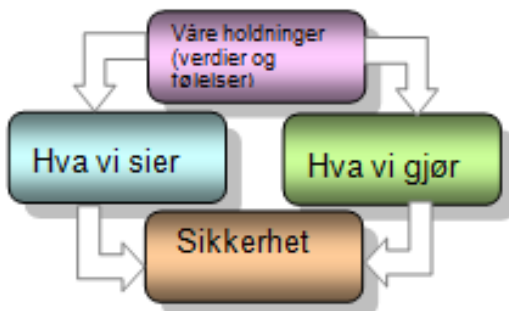 Våre holdninger
(verdier og
følelser)
Hva vi sier
Hva vi gjør
Sikkerhet